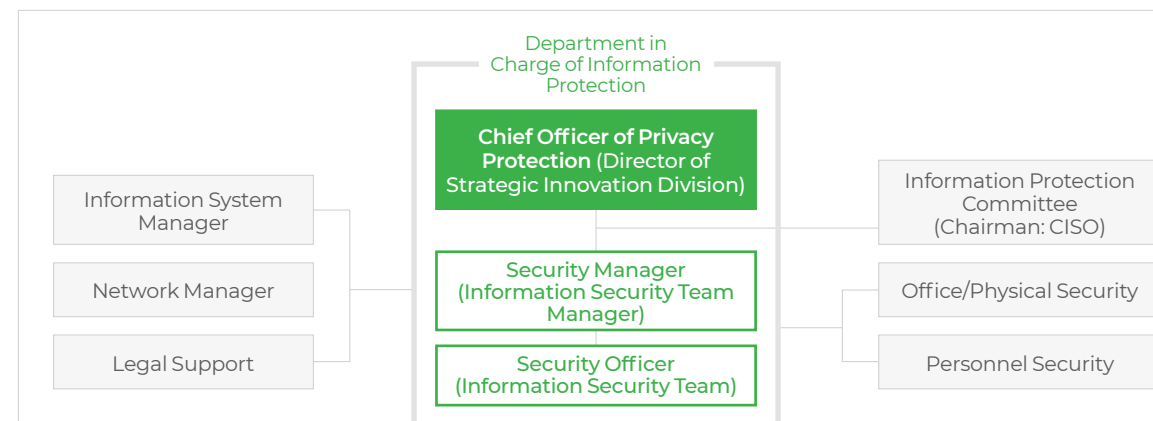 Department in
Charge of Information
Protection
Chief Officer of Privacy
Protection (Director of
Strategic Innovation Division)
Information System
Manager
Network Manager
Legal Support
Security Manager
(Information Security Team
Manager)
Security Officer
(Information Security Team)
Information Protection
Committee
(Chairman: CISO)
Office/Physical Security
Personnel Security